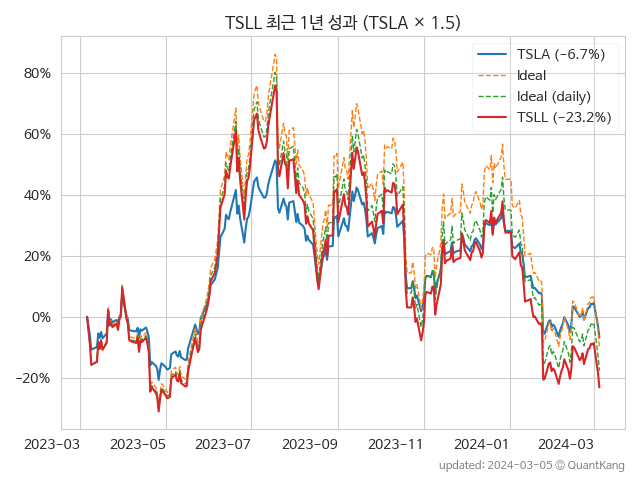 TSLL 최근 1년 성과 (TSLA × 1.5)
TSLA (−6.7%)
Ideal
Ideal (daily)
TSLL (−23.2%)
80%
60%
40%
20%
0%
−20%
2023-03
2023-05
2023-07
2023-09
2023-11
2024-01
2024-03
updated: 2024-03-05 © QuantKang